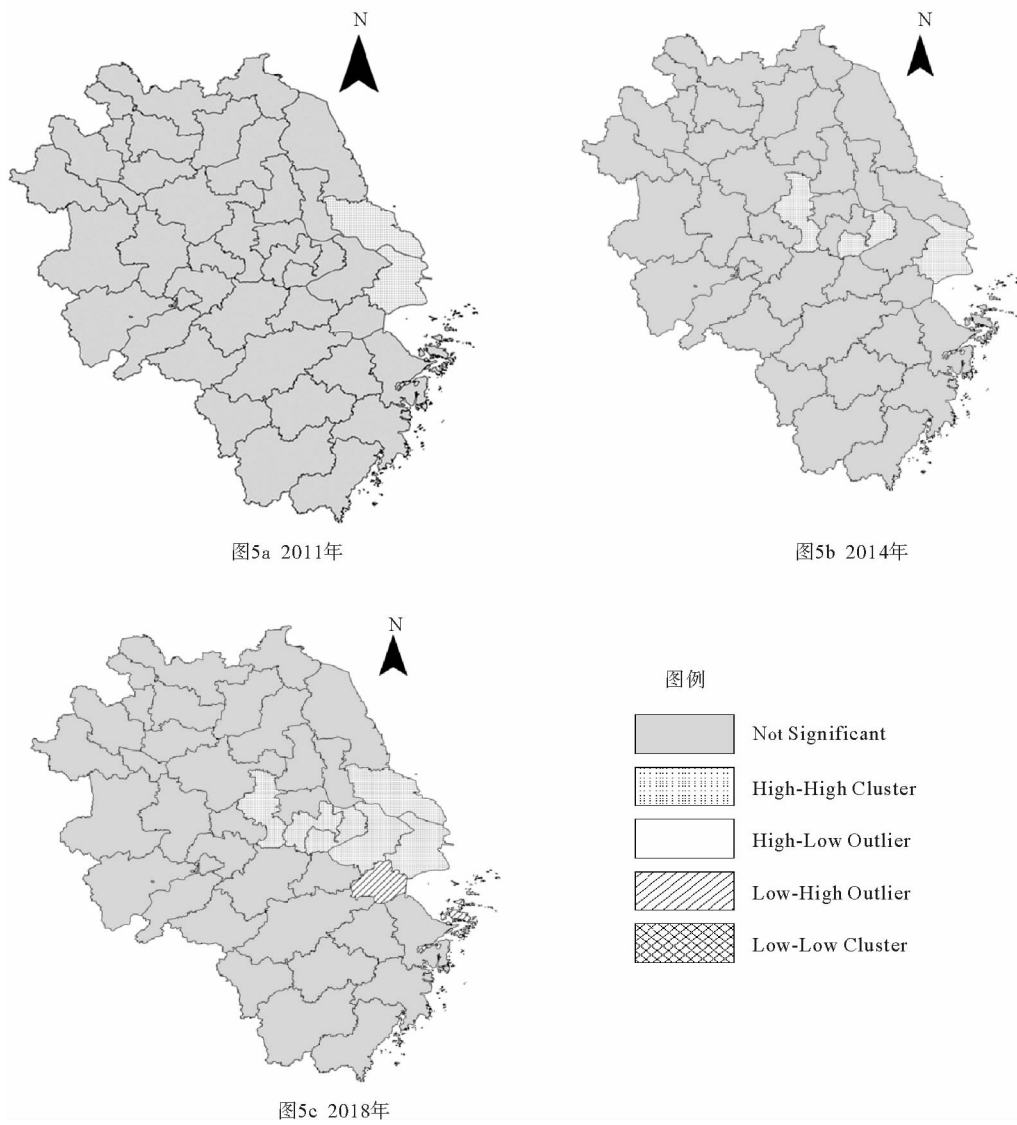 N
N
图5a 2011年
图5b 2014年
N
图例
Not Significant
High-High Cluster
High-Low Outlier
Low-High Outlier
Low-Low Cluster
图5c 2018年